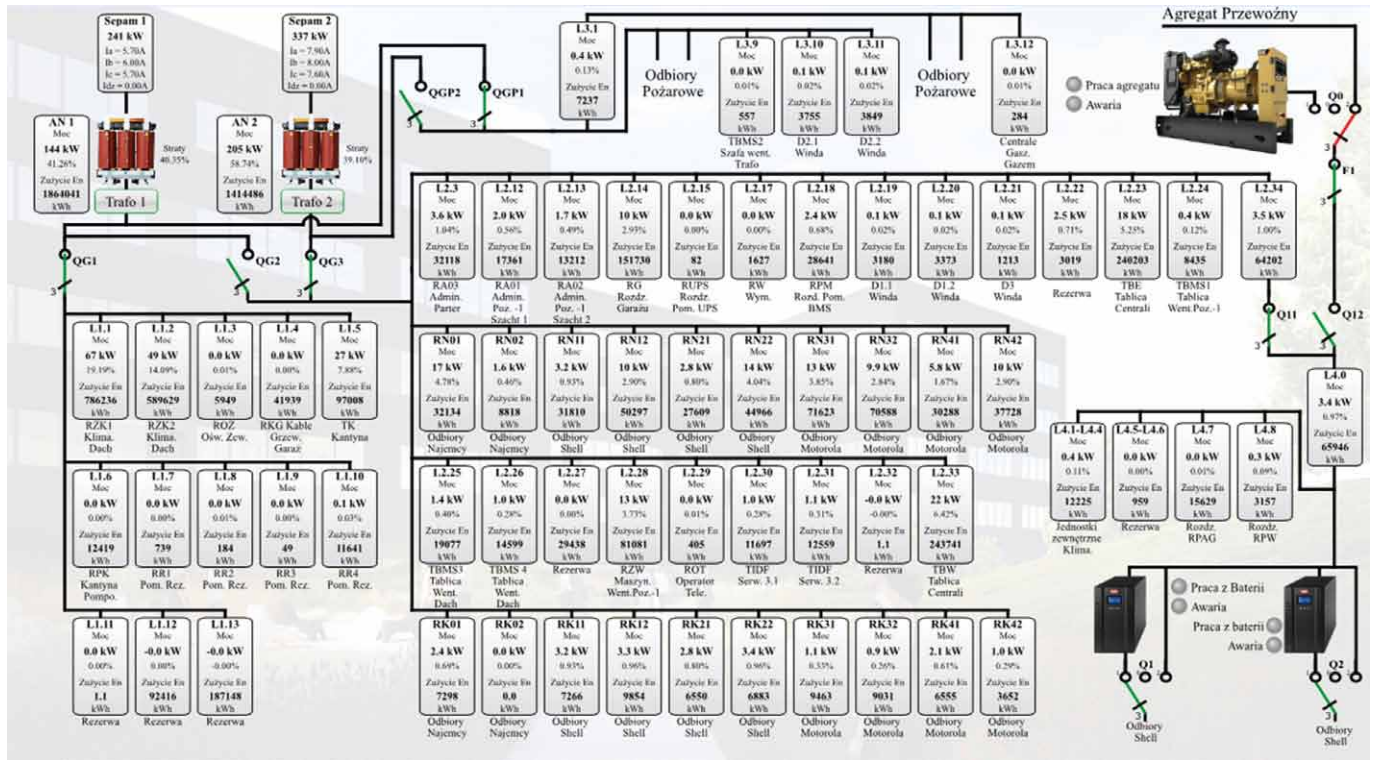 Sepam 1
241 kW
Ia = 5.70A
Ib = 6.00A
Ic = 5.70A
Idz = 0.00A
Sepam 2
337 kW
Ia = 7.90A
Ib = 8.00A
Ic = 7.60A
Idz = 0.00A
AN 1
Moc
144 kW
41.26%
Zużycie En
1864041
kWh
Straty
40.35%
Trafo 1
AN 2
Moc
205 kW
58.74%
Zużycie En
1414486
kWh
Straty
39.10%
Trafo 2
QGP2
QGP1
3
3
QG1
QG2
QG3
3
3
3
L3.1
Moc
0.4 kW
0.13%
Zużycie En
7237
kWh
Odbiory
Pożarowe
L3.9
Moc
0.0 kW
0.01%
Zużycie En
557
kWh
TBMS2
Szafa went.
Trafo
L3.10
Moc
0.1 kW
0.02%
Zużycie En
3755
kWh
D2.1
Winda
L3.11
Moc
0.1 kW
0.02%
Zużycie En
3849
kWh
D2.2
Winda
Odbiory
Pożarowe
L3.12
Moc
0.0 kW
0.01%
Zużycie En
284
kWh
Centrale
Gasz.
Gazem
Agregat Przewoźny
Praca agregatu
Awaria
Q0
3
F1
3
L2.3
Moc
3.6 kW
1.04%
Zużycie En
32118
kWh
RA03
Admin.
Parter
L2.12
Moc
2.0 kW
0.56%
Zużycie En
17361
kWh
RA01
Admin.
Poz. -1
Szacht 1
L2.13
Moc
1.7 kW
0.49%
Zużycie En
13212
kWh
RA02
Admin.
Poz. -1
Szacht 2
L2.14
Moc
10 kW
2.93%
Zużycie En
151730
kWh
RG
Rozdz.
Garażu
L2.15
Moc
0.0 kW
0.00%
Zużycie En
82
kWh
RUPS
Rozdz.
Pom. UPS
L2.17
Moc
0.0 kW
0.00%
Zużycie En
1627
kWh
RW
Wym.
L2.18
Moc
2.4 kW
0.68%
Zużycie En
28641
kWh
RPM
Rozd. Pom.
BMS
L2.19
Moc
0.1 kW
0.02%
Zużycie En
3180
kWh
D1.1
Winda
L2.20
Moc
0.1 kW
0.02%
Zużycie En
3373
kWh
D1.2
Winda
L2.21
Moc
0.1 kW
0.02%
Zużycie En
1213
kWh
D3
Winda
L2.22
Moc
2.5 kW
0.71%
Zużycie En
3019
kWh
Rezerwa
L2.23
Moc
18 kW
5.25%
Zużycie En
240203
kWh
TBE
Tablica
Centrali
L2.24
Moc
0.4 kW
0.12%
Zużycie En
8435
kWh
TBMS1
Tablica
Went.Poz.-1
L2.34
Moc
3.5 kW
1.00%
Zużycie En
64202
kWh
Q11
Q12
3
3
L1.1
Moc
67 kW
19.19%
Zużycie En
786236
kWh
RZK1
Klima.
Dach
L1.2
Moc
49 kW
14.09%
Zużycie En
589629
kWh
RZK2
Klima.
Dach
L1.3
Moc
0.0 kW
0.01%
Zużycie En
5949
kWh
ROZ
Ośw. Zew.
L1.4
Moc
0.0 kW
0.00%
Zużycie En
41939
kWh
RKG Kable
Grzew.
Garaż
L1.5
Moc
27 kW
7.88%
Zużycie En
97008
kWh
TK
Kantyna
RN01
Moc
17 kW
4.78%
Zużycie En
32134
kWh
Odbiory
Najemcy
RN02
Moc
1.6 kW
0.46%
Zużycie En
8818
kWh
Odbiory
Najemcy
RN11
Moc
3.2 kW
0.93%
Zużycie En
31810
kWh
Odbiory
Shell
RN12
Moc
10 kW
2.90%
Zużycie En
50297
kWh
Odbiory
Shell
RN21
Moc
2.8 kW
0.80%
Zużycie En
27609
kWh
Odbiory
Shell
RN22
Moc
14 kW
4.04%
Zużycie En
44966
kWh
Odbiory
Shell
RN31
Moc
13 kW
3.85%
Zużycie En
71623
kWh
Odbiory
Motorola
RN32
Moc
9.9 kW
2.84%
Zużycie En
70588
kWh
Odbiory
Motorola
RN41
Moc
5.8 kW
1.67%
Zużycie En
30288
kWh
Odbiory
Motorola
RN42
Moc
10 kW
2.90%
Zużycie En
37728
kWh
Odbiory
Motorola
L4.0
Moc
3.4 kW
0.97%
Zużycie En
65946
kWh
L4.1-L4.4
Moc
0.4 kW
0.11%
Zużycie En
12225
kWh
Jednostki
zewnętrzne
Klima.
L4.5-L4.6
Moc
0.0 kW
0.00%
Zużycie En
959
kWh
Rezerwa
L4.7
Moc
0.0 kW
0.01%
Zużycie En
15629
kWh
Rozdz.
RPAG
L4.8
Moc
0.3 kW
0.09%
Zużycie En
3157
kWh
Rozdz.
RPW
L1.6
Moc
0.0 kW
0.00%
Zużycie En
12419
kWh
RPK
Kantyna
Pompo.
L1.7
Moc
0.0 kW
0.00%
Zużycie En
739
kWh
RR1
Pom. Rez.
L1.8
Moc
0.0 kW
0.01%
Zużycie En
184
kWh
RR2
Pom. Rez.
L1.9
Moc
0.0 kW
0.00%
Zużycie En
49
kWh
RR3
Pom. Rez.
L1.10
Moc
0.1 kW
0.03%
Zużycie En
11641
kWh
RR4
Pom. Rez.
L2.25
Moc
1.4 kW
0.40%
Zużycie En
19077
kWh
TBMS3
Tablica
Went.
Dach
L2.26
Moc
1.0 kW
0.28%
Zużycie En
14599
kWh
TBMS 4
Tablica
Went.
Dach
L2.27
Moc
0.0 kW
0.00%
Zużycie En
29438
kWh
Rezerwa
L2.28
Moc
13 kW
3.73%
Zużycie En
81081
kWh
RZW
Maszyn.
Went.Poz.-1
L2.29
Moc
0.0 kW
0.01%
Zużycie En
405
kWh
ROT
Operator
Tele.
L2.30
Moc
1.0 kW
0.28%
Zużycie En
11697
kWh
TIDF
Serw. 3.1
L2.31
Moc
1.1 kW
0.31%
Zużycie En
12559
kWh
TIDF
Serw. 3.2
L2.32
Moc
-0.0 kW
-0.00%
Zużycie En
1.1
kWh
Rezerwa
L2.33
Moc
22 kW
6.42%
Zużycie En
243741
kWh
TBW
Tablica
Centrali
L1.11
Moc
0.0 kW
0.00%
Zużycie En
1.1
kWh
Rezerwa
L1.12
Moc
-0.0 kW
0.00%
Zużycie En
92416
kWh
Rezerwa
L1.13
Moc
-0.0 kW
-0.00%
Zużycie En
187148
kWh
Rezerwa
RK01
Moc
2.4 kW
0.69%
Zużycie En
7298
kWh
Odbiory
Najemcy
RK02
Moc
0.0 kW
0.00%
Zużycie En
0.0
kWh
Odbiory
Najemcy
RK11
Moc
3.2 kW
0.93%
Zużycie En
7266
kWh
Odbiory
Shell
RK12
Moc
3.3 kW
0.96%
Zużycie En
9854
kWh
Odbiory
Shell
RK21
Moc
2.8 kW
0.80%
Zużycie En
6550
kWh
Odbiory
Shell
RK22
Moc
3.4 kW
0.96%
Zużycie En
6883
kWh
Odbiory
Shell
RK31
Moc
1.1 kW
0.33%
Zużycie En
9463
kWh
Odbiory
Motorola
RK32
Moc
0.9 kW
0.26%
Zużycie En
9031
kWh
Odbiory
Motorola
RK41
Moc
2.1 kW
0.61%
Zużycie En
6555
kWh
Odbiory
Motorola
RK42
Moc
1.0 kW
0.29%
Zużycie En
3652
kWh
Odbiory
Motorola
Praca z Baterii
Awaria
Praca z baterii
Awaria
Q1
3
Odbiory
Shell
Q2
3
Odbiory
Shell